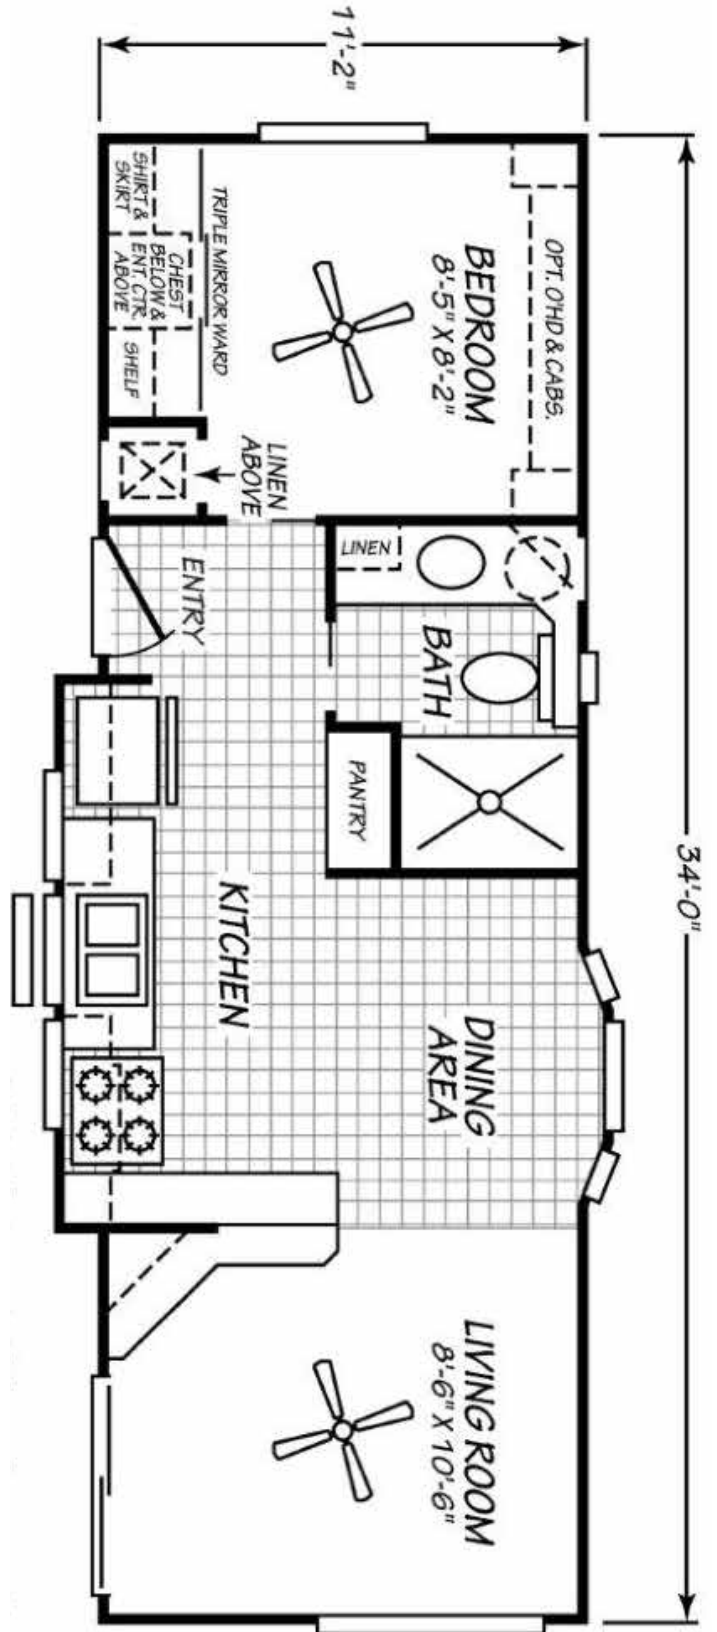 11'-2"
34'-0"
OPT. O'HD & CABS.
BEDROOM
8'-5" X 8'-2"
TRIPLE MIRROR WARD
SHIRT &
SKIRT
CHEST
BELOW &
ENT. CTR.
ABOVE
SHELF
LINEN
ABOVE
ENTRY
LINEN
BATH
PANTRY
KITCHEN
DINING
AREA
LIVING ROOM
8'-6" X 10'-6"